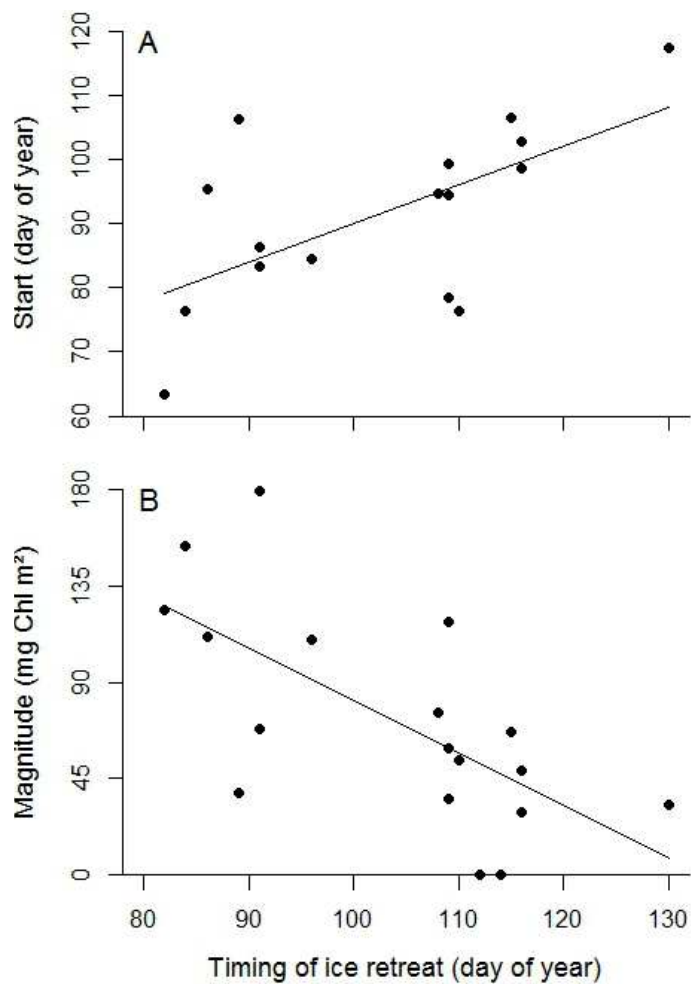 A
120
110
100
90
80
70
60
Start (day of year)
B
180
135
90
45
0
Magnitude (mg Chl m²)
80 90 100 110 120 130
Timing of ice retreat (day of year)